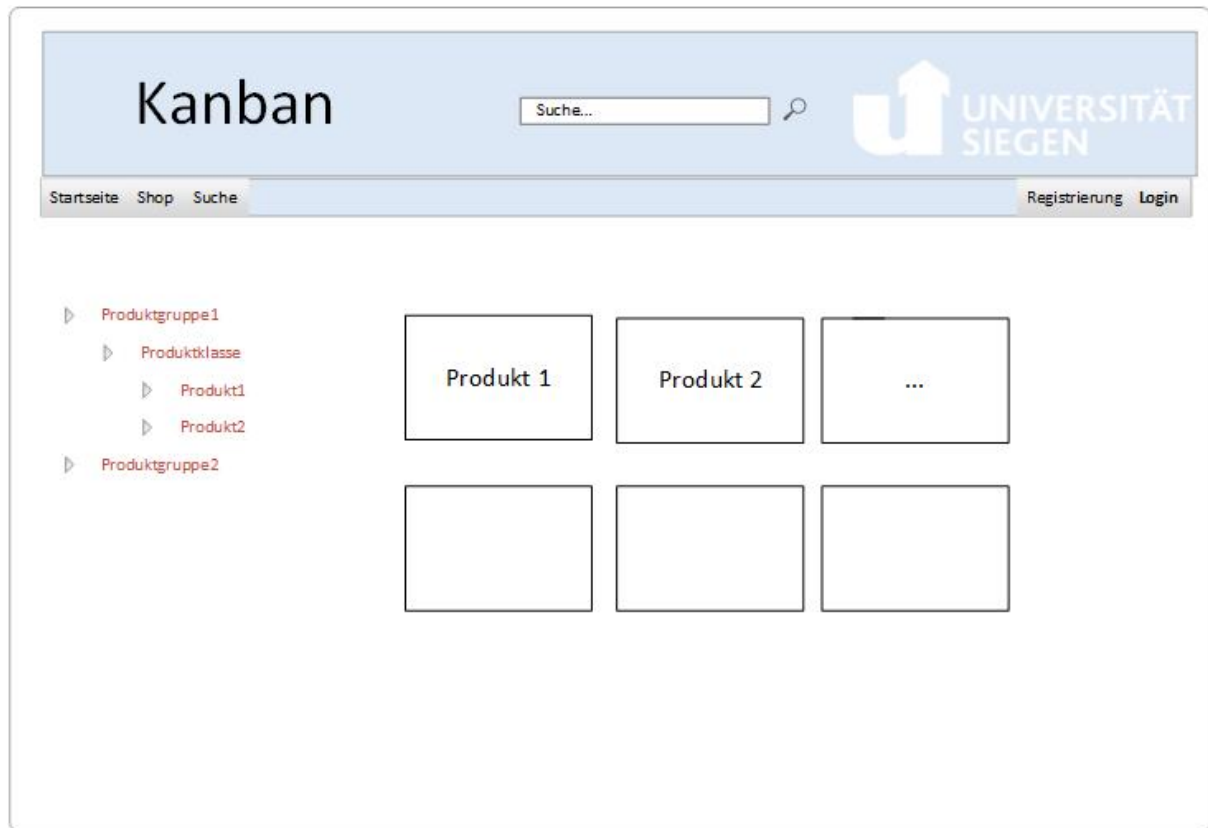 Kanban
Suche...
UNIVERSITÄT
SIEGEN
Startseite Shop Suche
Registrierung Login
Produktgruppe1
Produktklasse
Produkt1
Produkt2
Produktgruppe2
Produkt 1
Produkt 2
...